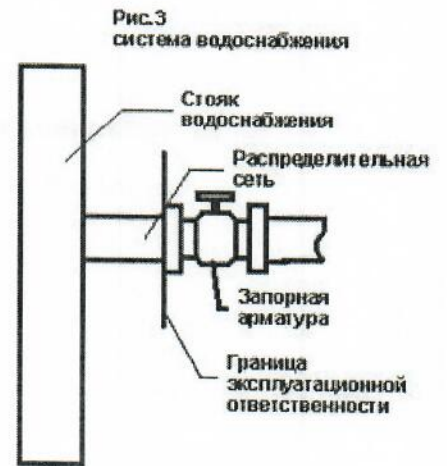 Рис.3
система водоснабжения
Стояк
водоснабжения
Распределительная
сеть
Запорная
арматура
Граница
эксплуатационной
ответственности